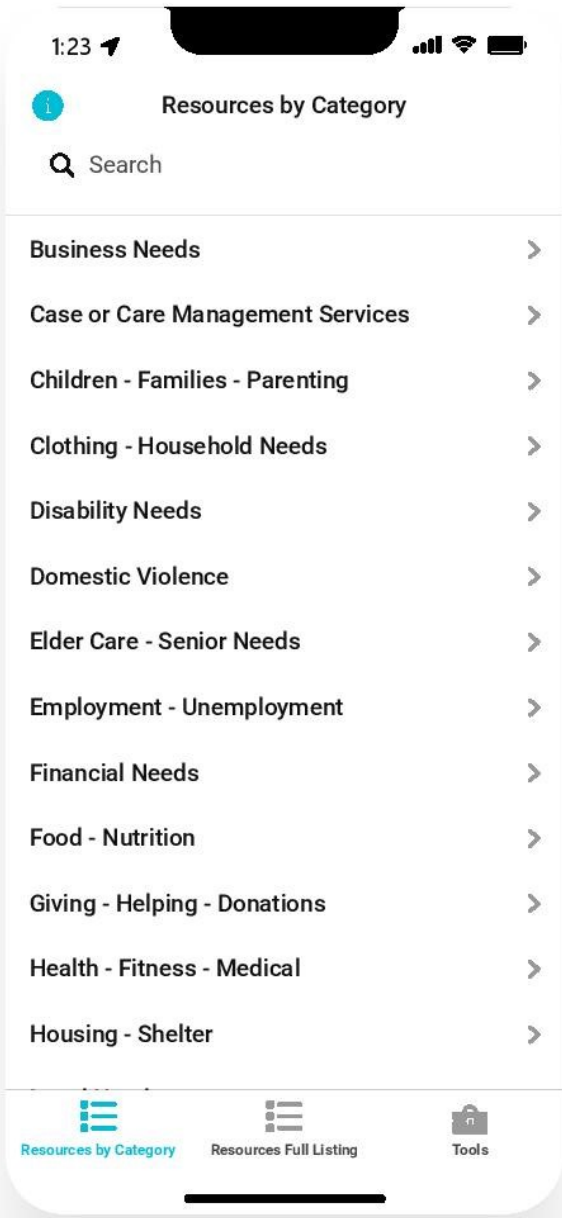 1:23
Resources by Category
Search
Business Needs
Case or Care Management Services
Children - Families - Parenting
Clothing - Household Needs
Disability Needs
Domestic Violence
Elder Care - Senior Needs
Employment - Unemployment
Financial Needs
Food - Nutrition
Giving - Helping - Donations
Health - Fitness - Medical
Housing - Shelter
Resources by Category
Resources Full Listing
Tools